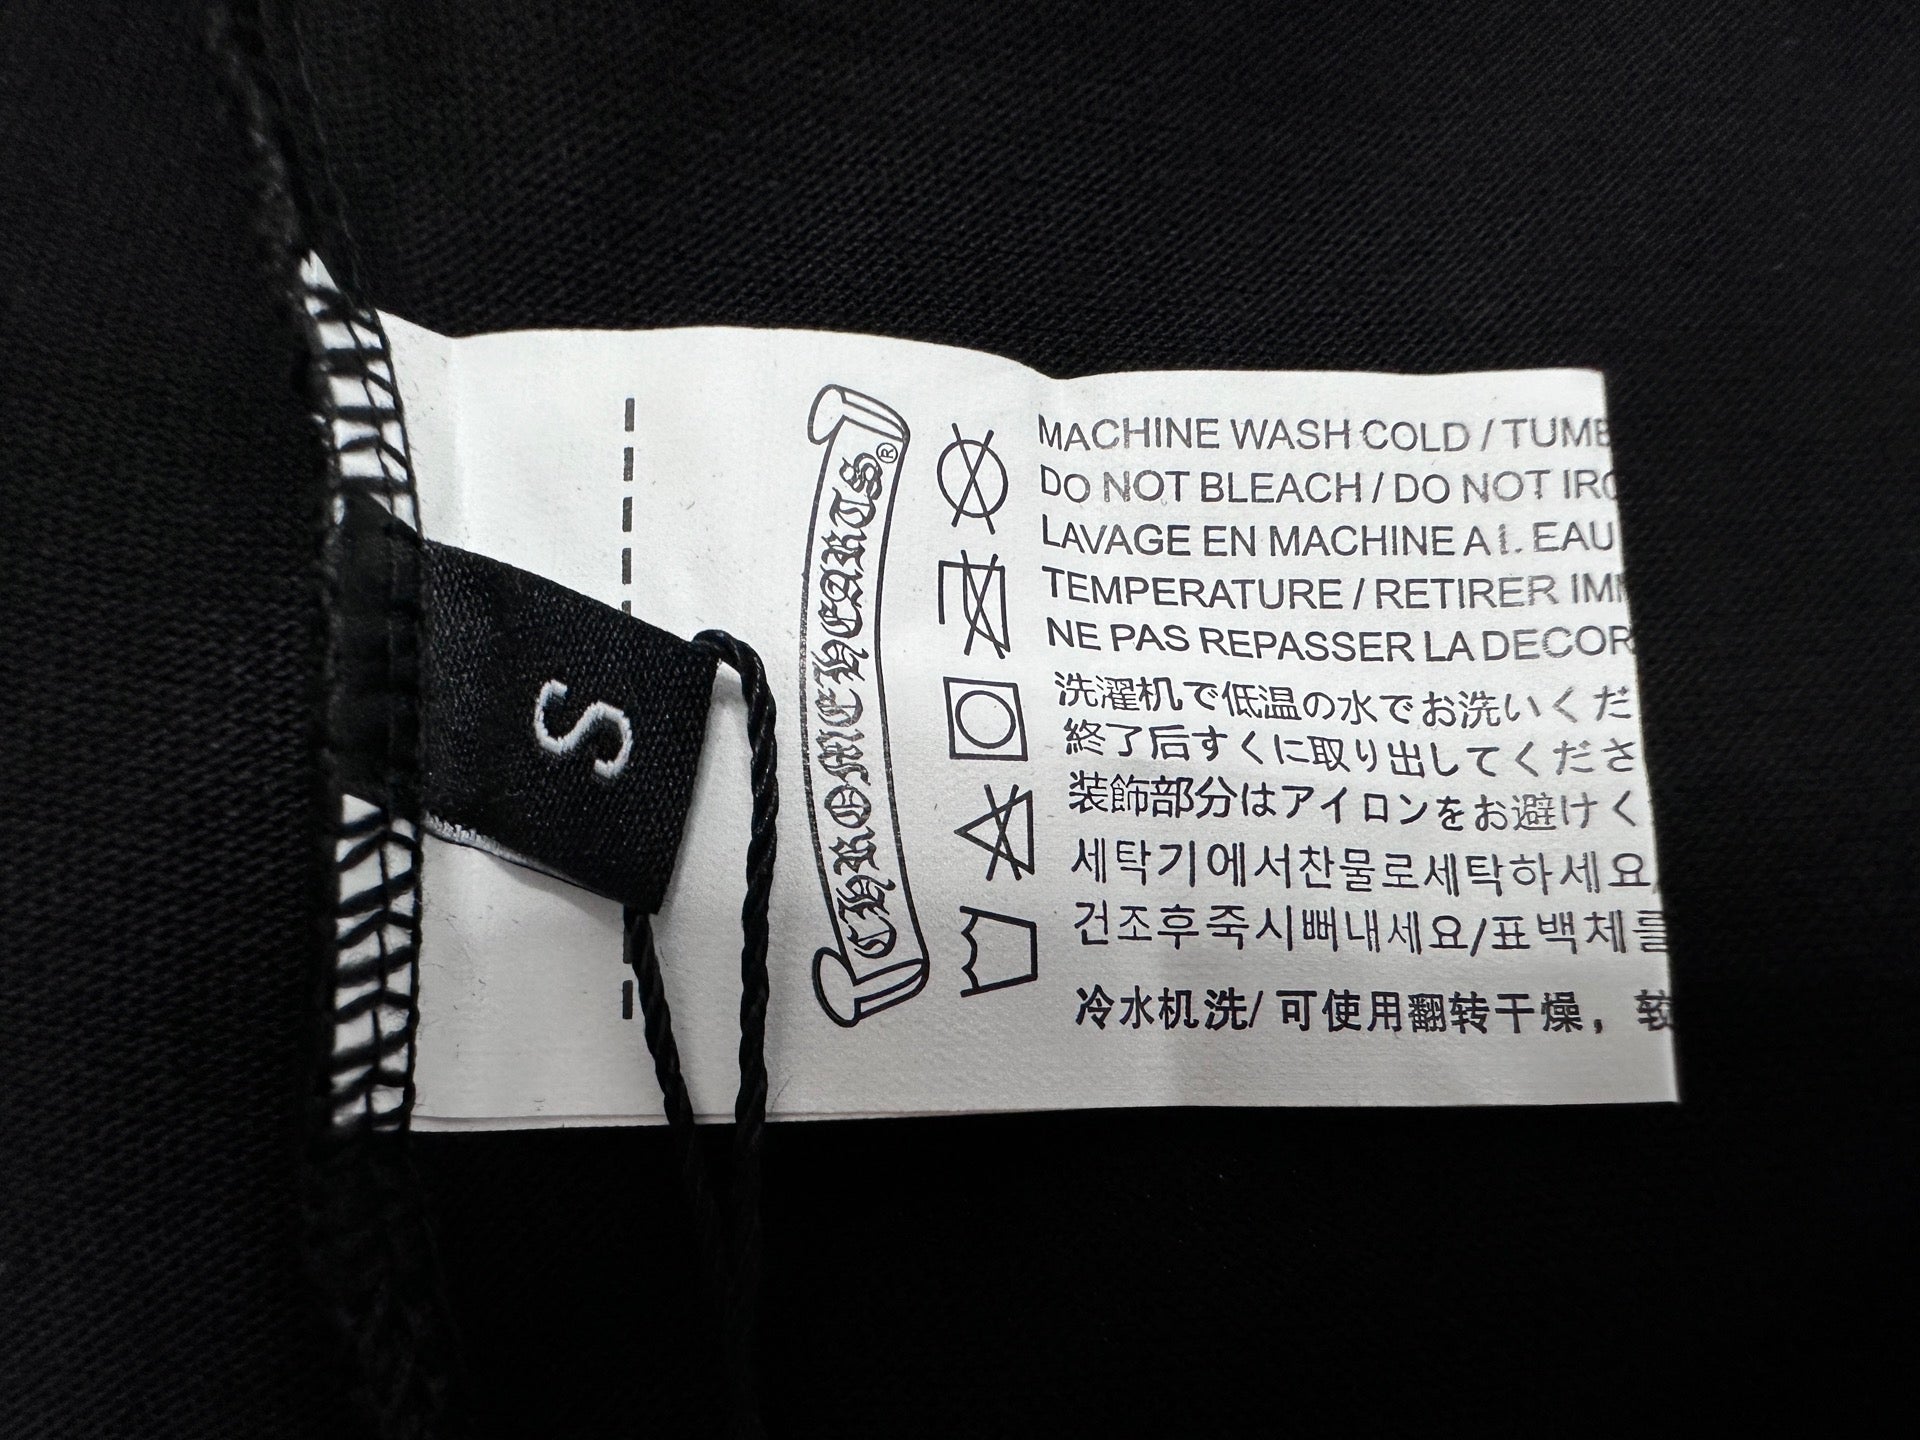 S
CHROME HEARTS®
MACHINE WASH COLD / TUMB
DO NOT BLEACH / DO NOT IRO
LAVAGE EN MACHINE A L EAU
TEMPERATURE / RETIRER IMM
NE PAS REPASSER LA DECOR
洗濯机で低温の水でお洗いくだ
終了后すくに取り出してくださ
装飾部分はアイロンをお避けく
세탁기에서찬물로세탁하세요/
건조후죽시뻐내세요/표백체를
冷水机洗/ 可使用翻转干燥，较